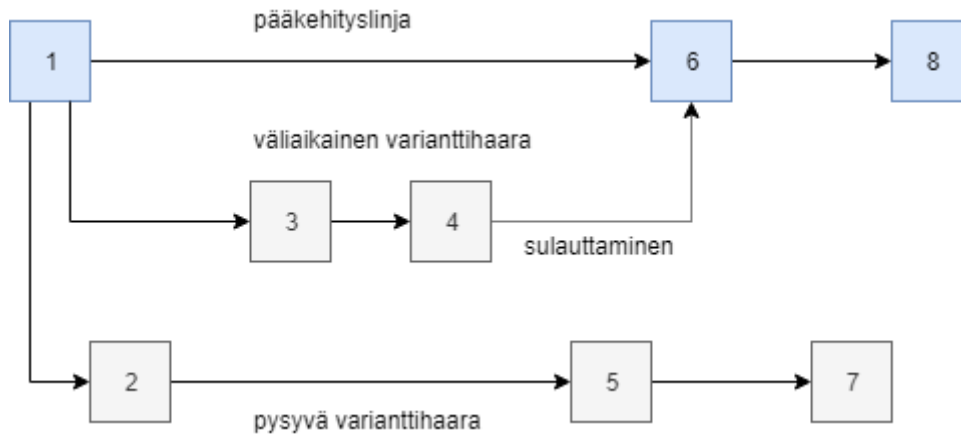 pääkehityslinja
1
6
8
väliaikainen varianttihaara
3
4
sulauttaminen
2
5
7
pysyvä varianttihaara